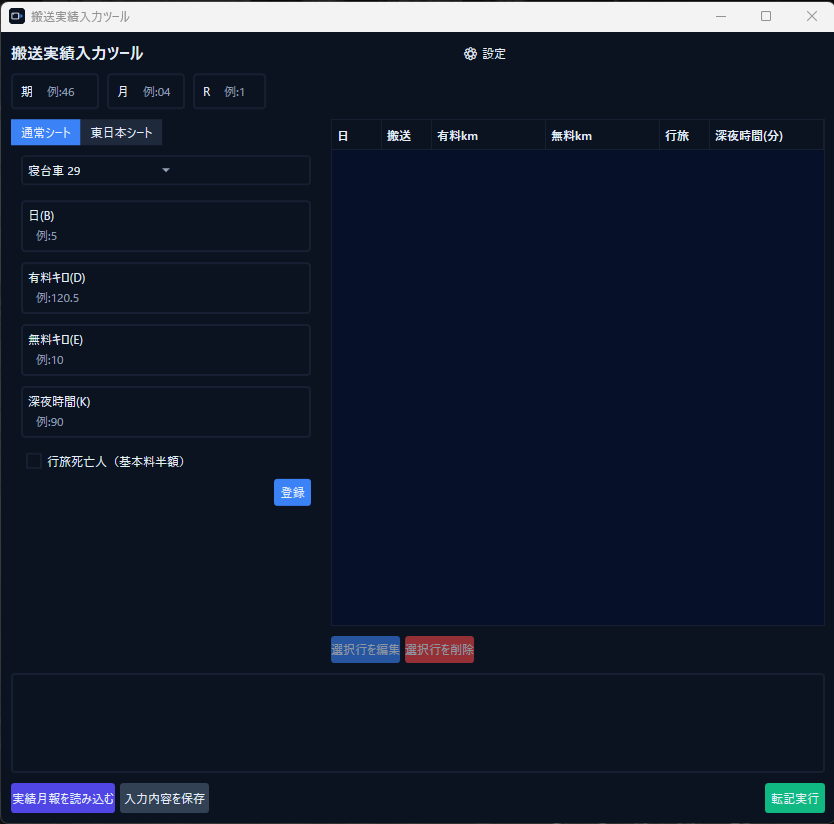 搬送実績入力ツール
搬送実績入力ツール
設定
期 例:46 月 例:04 R 例:1
通常シート 東日本シート
寝台車 29
日(B)
例:5
有料ｷﾛ(D)
例:120.5
無料ｷﾛ(E)
例:10
深夜時間(K)
例:90
行旅死亡人（基本料半額）
登録
日 搬送 有料km 無料km 行旅 深夜時間(分)
選択行を編集 選択行を削除
実績月報を読み込む 入力内容を保存 転記実行